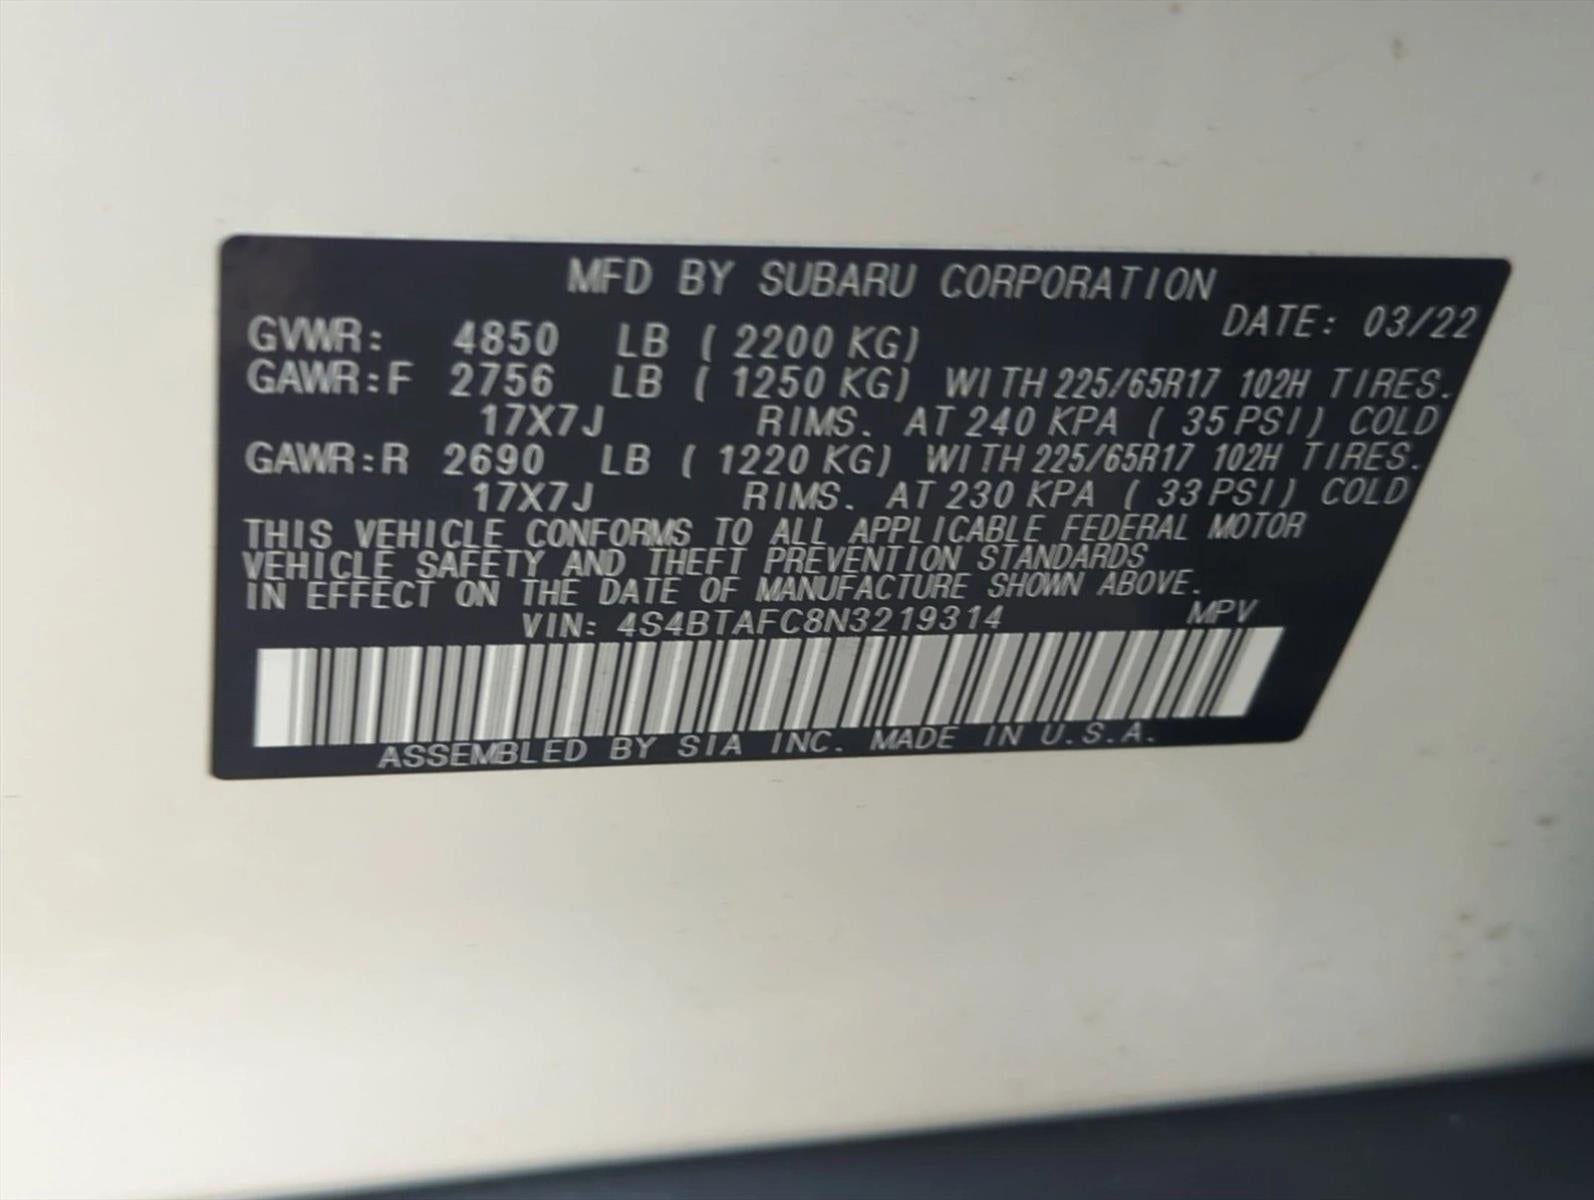 MFD BY SUBARU CORPORATION
DATE: 03/22
GVWR: 4850 LB ( 2200 KG)
GAWR:F 2756 LB ( 1250 KG) WITH 225/65R17 102H TIRES.
17X7J RIMS. AT 240 KPA ( 35 PSI) COLD
GAWR:R 2690 LB ( 1220 KG) WITH 225/65R17 102H TIRES.
17X7J RIMS. AT 230 KPA ( 33 PSI) COLD
THIS VEHICLE CONFORMS TO ALL APPLICABLE FEDERAL MOTOR
VEHICLE SAFETY AND THEFT PREVENTION STANDARDS
IN EFFECT ON THE DATE OF MANUFACTURE SHOWN ABOVE.
VIN: 4S4BTAFC8N3219314 MPV
ASSEMBLED BY SIA INC. MADE IN U.S.A.